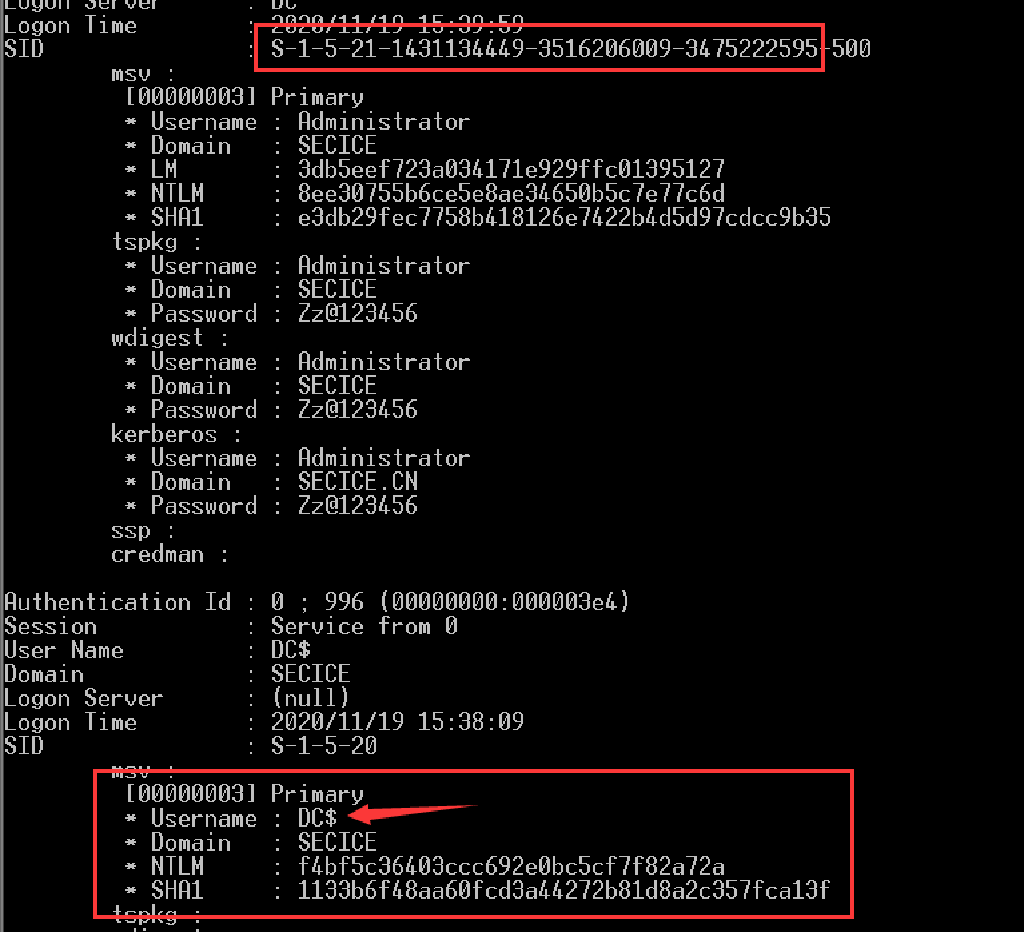 Logon Server : DC
Logon Time : 2020/11/19 15:39:59
SID : S-1-5-21-1431134449-3516206009-3475222595-500
msv :
[00000003] Primary
* Username : Administrator
* Domain : SECICE
* LM : 3db5eef723a034171e929ffc01395127
* NTLM : 8ee30755b6ce5e8ae34650b5c7e77c6d
* SHA1 : e3db29fec7758b418126e7422b4d5d97cdcc9b35
tspkg :
* Username : Administrator
* Domain : SECICE
* Password : Zz@123456
wdigest :
* Username : Administrator
* Domain : SECICE
* Password : Zz@123456
kerberos :
* Username : Administrator
* Domain : SECICE.CN
* Password : Zz@123456
ssp :
credman :
Authentication Id : 0 ; 996 (00000000:000003e4)
Session : Service from 0
User Name : DC$
Domain : SECICE
Logon Server : (null)
Logon Time : 2020/11/19 15:38:09
SID : S-1-5-20
msv :
[00000003] Primary
* Username : DC$
* Domain : SECICE
* NTLM : f4bf5c36403ccc692e0bc5cf7f82a72a
* SHA1 : 1133b6f48aa60fcd3a44272b81d8a2c357fca13f
tspkg :